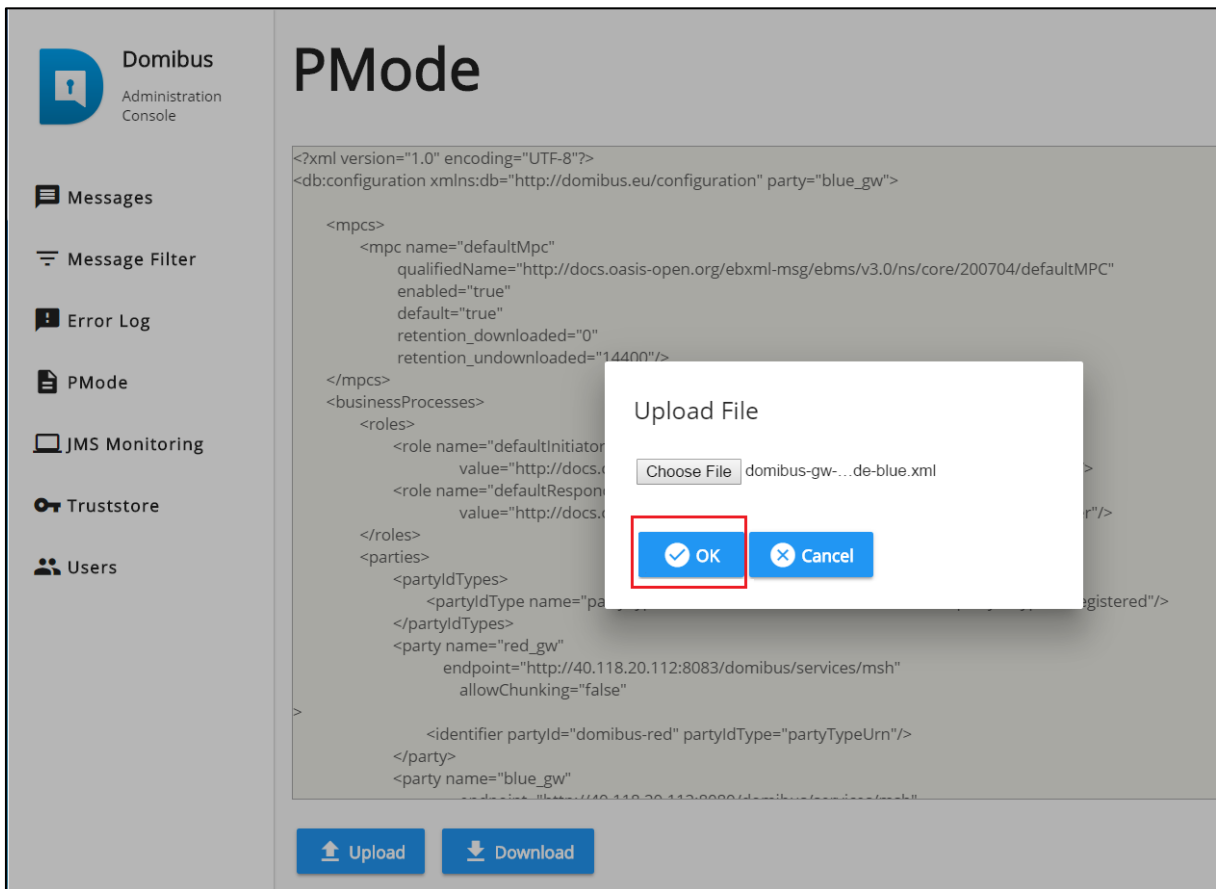 Domibus
Administration
Console
Messages
Message Filter
Error Log
PMode
JMS Monitoring
Truststore
Users
PMode
<?xml version="1.0" encoding="UTF-8"?>
<db:configuration xmlns:db="http://domibus.eu/configuration" party="blue_gw">
<mpcs>
<mpc name="defaultMpc"
qualifiedName="http://docs.oasis-open.org/ebxml-msg/ebms/v3.0/ns/core/200704/defaultMPC"
enabled="true"
default="true"
retention_downloaded="0"
retention_undownloaded="14400"/>
</mpcs>
<businessProcesses>
<roles>
<role name="defaultInitiator
value="http://docs. >
<role name="defaultRespon
value="http://docs. r"/>
</roles>
<parties>
<partyIdTypes>
<partyIdType name= egistered"/>
</partyIdTypes>
<party name="red_gw"
endpoint="http://40.118.20.112:8083/domibus/services/msh"
allowChunking="false"
>
<identifier partyId="domibus-red" partyIdType="partyTypeUrn"/>
</party>
<party name="blue_gw"
Upload File
Choose File domibus-gw-...de-blue.xml
OK Cancel
Upload Download